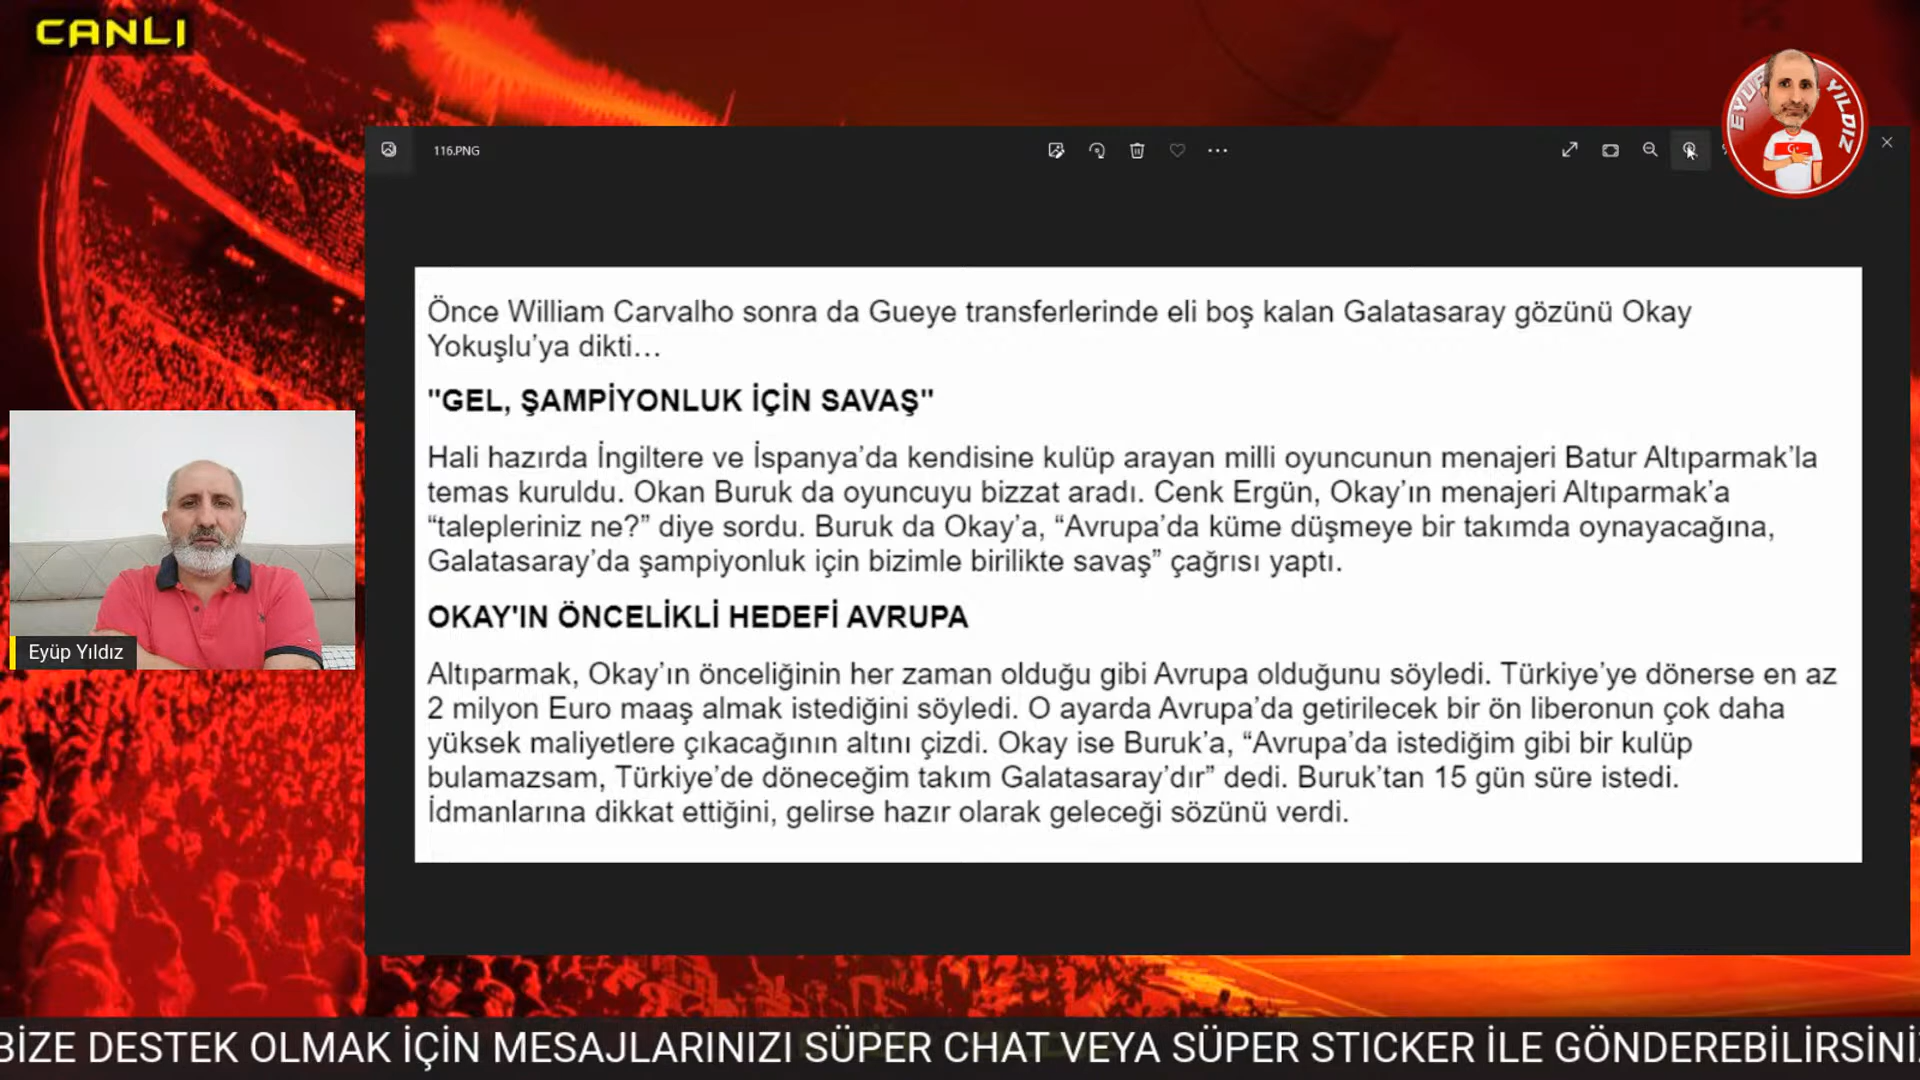 CANLI
EYÜP YILDIZ
116.PNG
Önce William Carvalho sonra da Gueye transferlerinde eli boş kalan Galatasaray gözünü Okay
Yokuşlu’ya dikti…
"GEL, ŞAMPİYONLUK İÇİN SAVAŞ"
Hali hazırda İngiltere ve İspanya’da kendisine kulüp arayan milli oyuncunun menajeri Batur Altıparmak’la
temas kuruldu. Okan Buruk da oyuncuyu bizzat aradı. Cenk Ergün, Okay’ın menajeri Altıparmak’a
“talepleriniz ne?” diye sordu. Buruk da Okay’a, “Avrupa’da küme düşmeye bir takımda oynayacağına,
Galatasaray’da şampiyonluk için bizimle birilikte savaş” çağrısı yaptı.
OKAY'IN ÖNCELİKLİ HEDEFİ AVRUPA
Altıparmak, Okay’ın önceliğinin her zaman olduğu gibi Avrupa olduğunu söyledi. Türkiye’ye dönerse en az
2 milyon Euro maaş almak istediğini söyledi. O ayarda Avrupa’da getirilecek bir ön liberonun çok daha
yüksek maliyetlere çıkacağının altını çizdi. Okay ise Buruk’a, “Avrupa’da istediğim gibi bir kulüp
bulamazsam, Türkiye’de döneceğim takım Galatasaray’dır” dedi. Buruk’tan 15 gün süre istedi.
İdmanlarına dikkat ettiğini, gelirse hazır olarak geleceği sözünü verdi.
Eyüp Yıldız
BİZE DESTEK OLMAK İÇİN MESAJLARINIZI SÜPER CHAT VEYA SÜPER STICKER İLE GÖNDEREBİLİRSİNİ